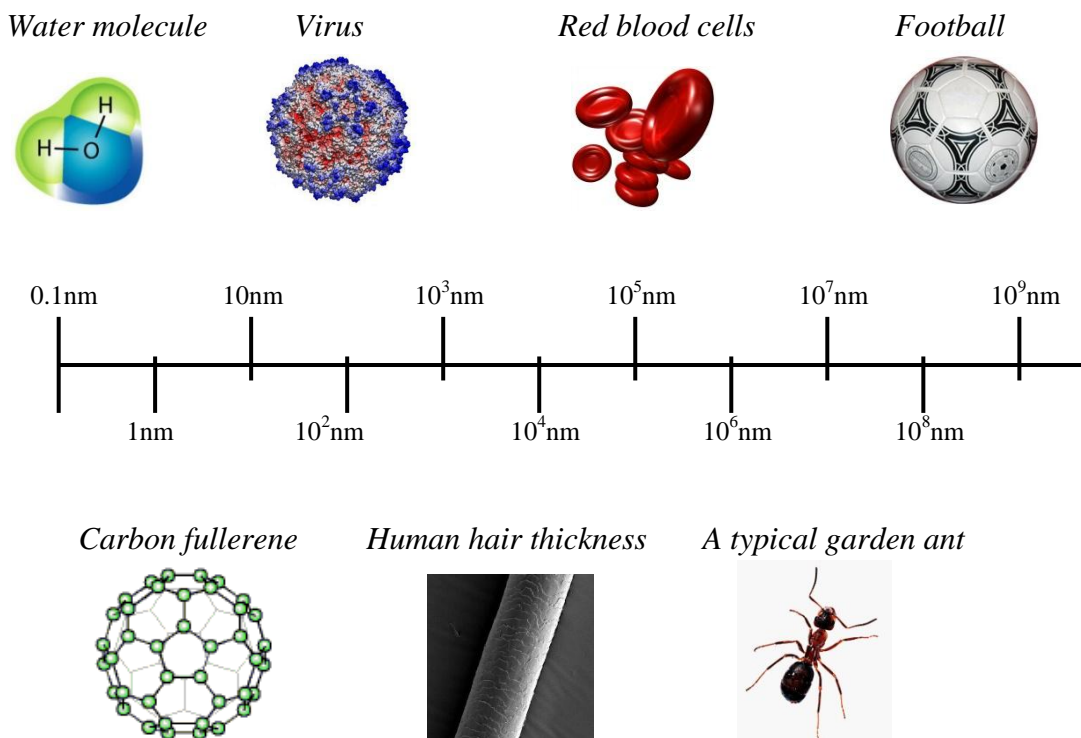 Water molecule Virus Red blood cells Football
H
H O
0.1nm 10nm 10³nm 10⁵nm 10⁷nm 10⁹nm
1nm 10²nm 10⁴nm 10⁶nm 10⁸nm
Carbon fullerene Human hair thickness A typical garden ant